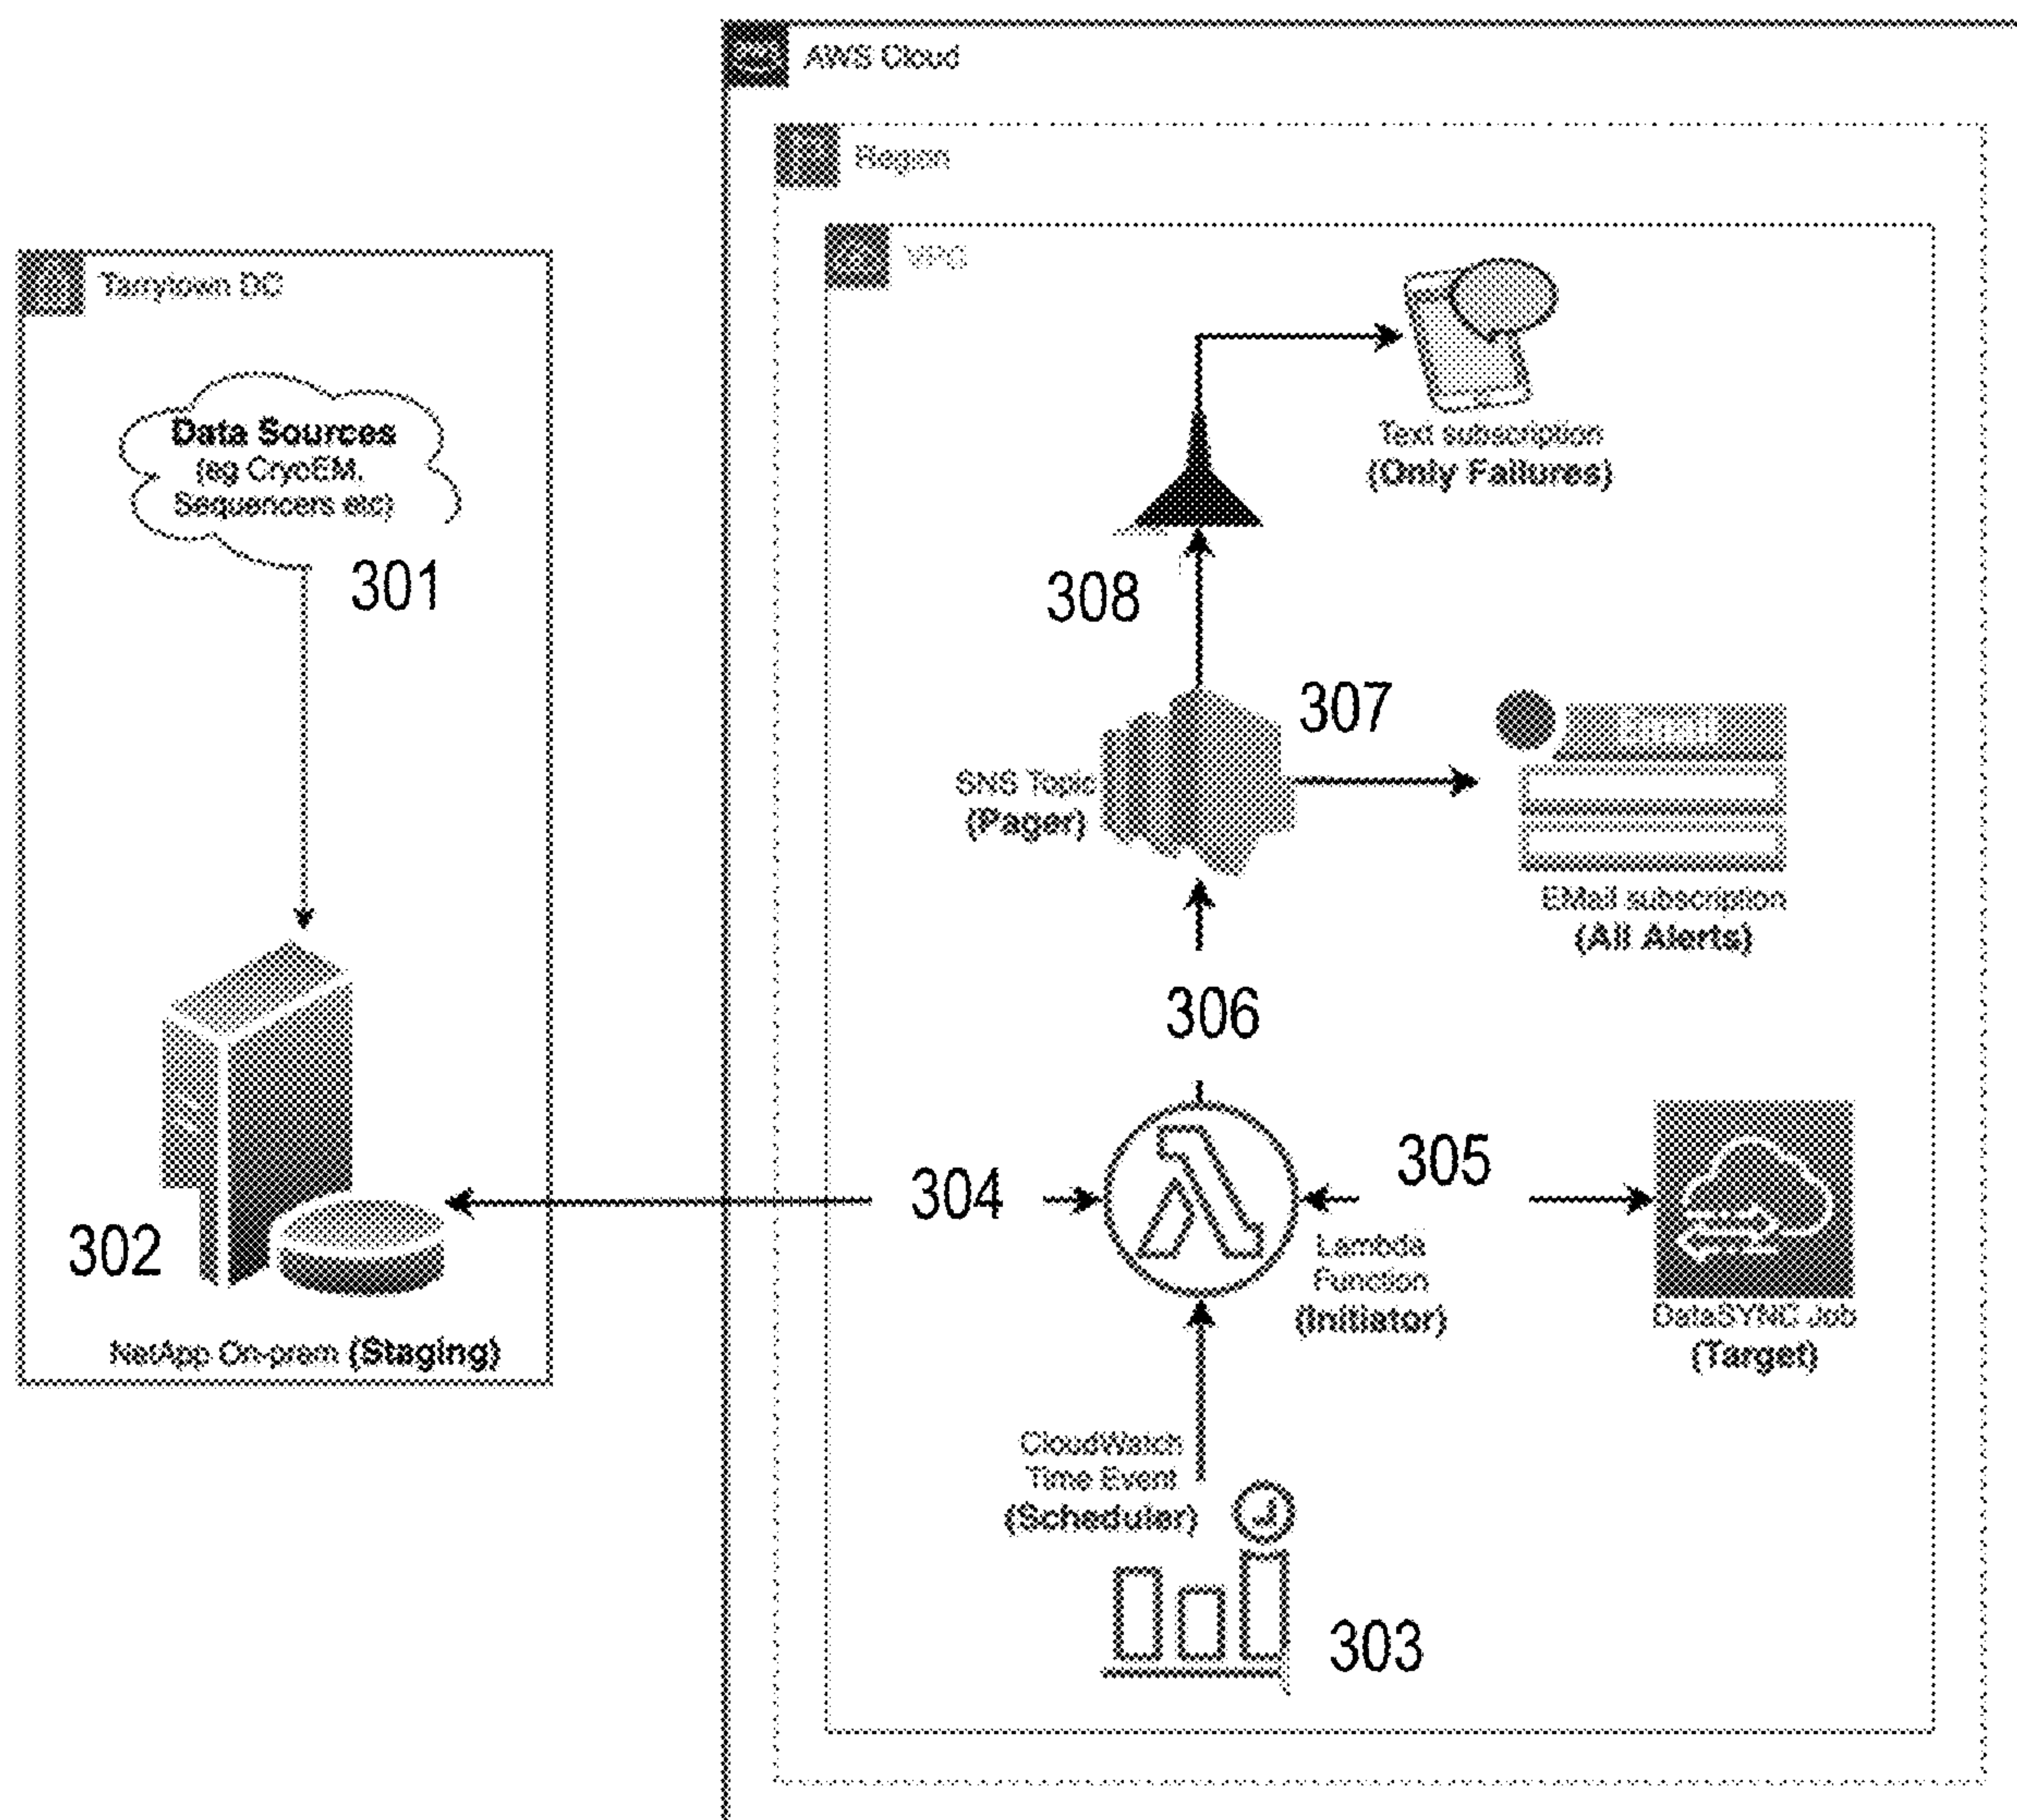 AWS Cloud
Region
VPC
Tarrytown DC
Data Sources
(eg CryoEM,
Sequencers etc)
301
302
NetApp On-prem (Staging)
Text subscription
(Only Failures)
308
307
Email
SNS Topic
(Pager)
EMail subscription
(All Alerts)
306
304
305
Lambda
Function
(Initiator)
DataSYNC Job
(Target)
CloudWatch
Time Event
(Scheduler)
303